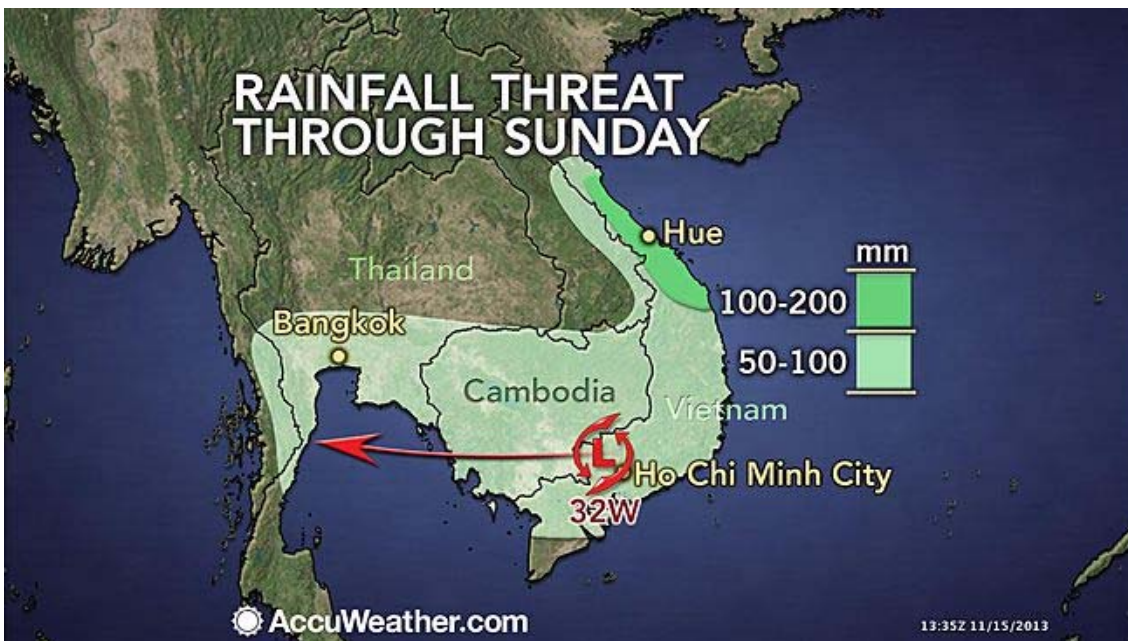 RAINFALL THREAT
THROUGH SUNDAY
Hue
mm
Thailand
100-200
Bangkok
50-100
Cambodia
Vietnam
L
Ho Chi Minh City
32W
AccuWeather.com
13:35Z 11/15/2013